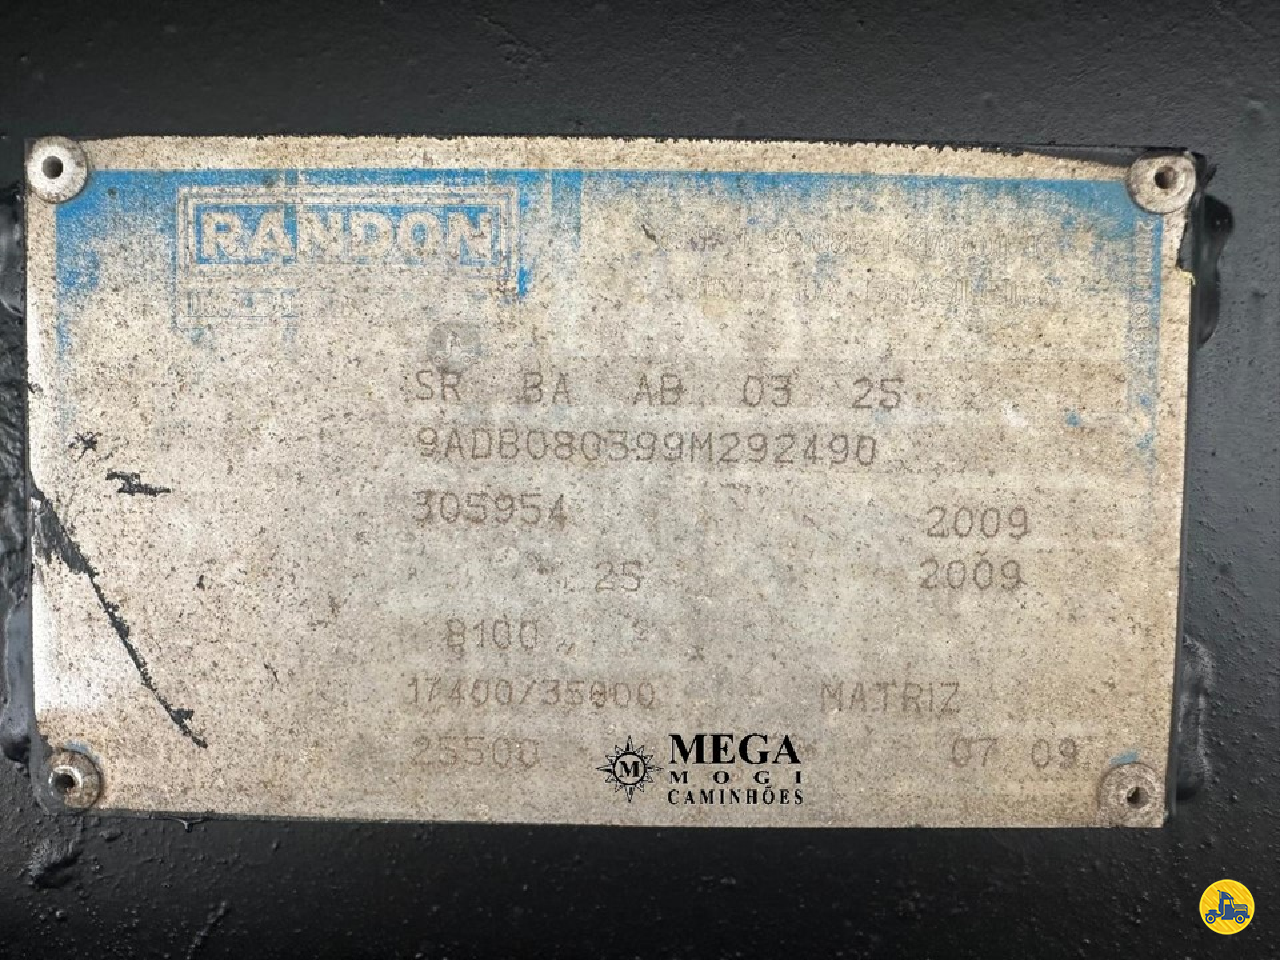 RANDON
SR BA AB 03 25
9ADB080399M292490
305954 2009
25 2009
8100
17400/35000 MATRIZ
25500 07 09
MEGA
MOGI
CAMINHÕES
M